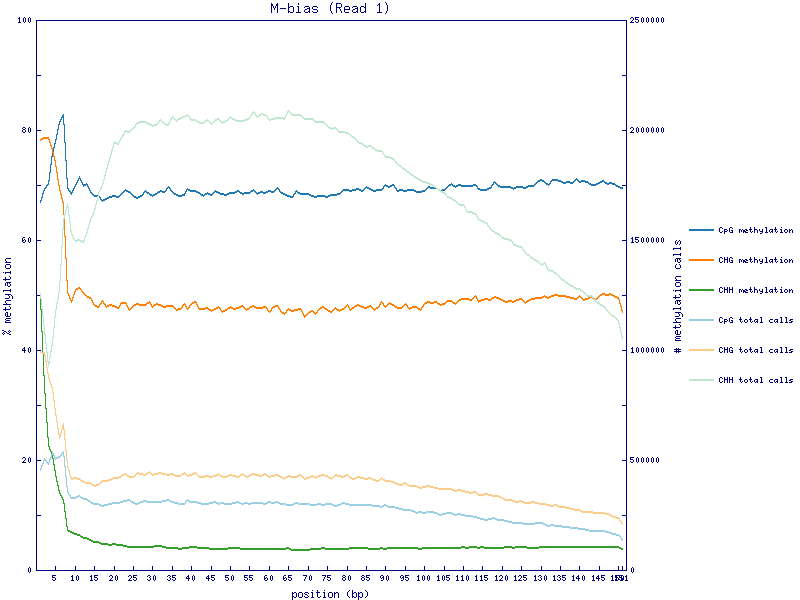 M-bias (Read 1)
100
80
60
40
20
0
% methylation
2500000
2000000
1500000
1000000
500000
0
# methylation calls
5 10 15 20 25 30 35 40 45 50 55 60 65 70 75 80 85 90 95 100 105 110 115 120 125 130 135 140 145
position (bp)
CpG methylation
CHG methylation
CHH methylation
CpG total calls
CHG total calls
CHH total calls